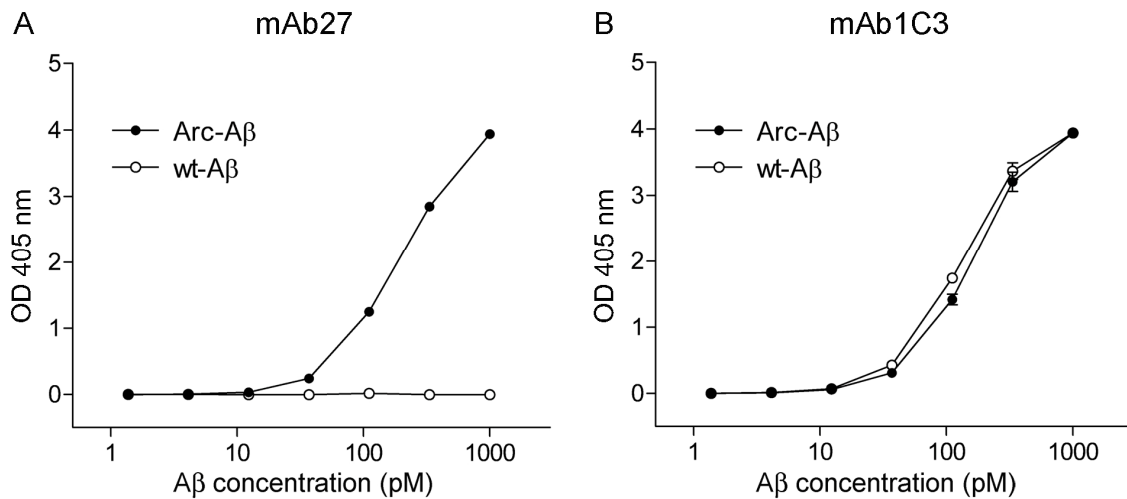 A
mAb27
5
4
3
2
1
0
OD 405 nm
Arc-Aβ
wt-Aβ
1
10
100
1000
Aβ concentration (pM)
B
mAb1C3
5
4
3
2
1
0
OD 405 nm
Arc-Aβ
wt-Aβ
1
10
100
1000
Aβ concentration (pM)